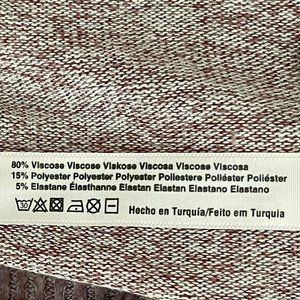 80% Viscose Viscose Viskose Viscosa Viscose Viscosa
15% Polyester Polyester Polyester Poliestere Poliéster Poliéster
5% Elastane Élasthanne Elastan Elastan Elastano Elastano
30 Hecho en Turquía/Feito em Turquia